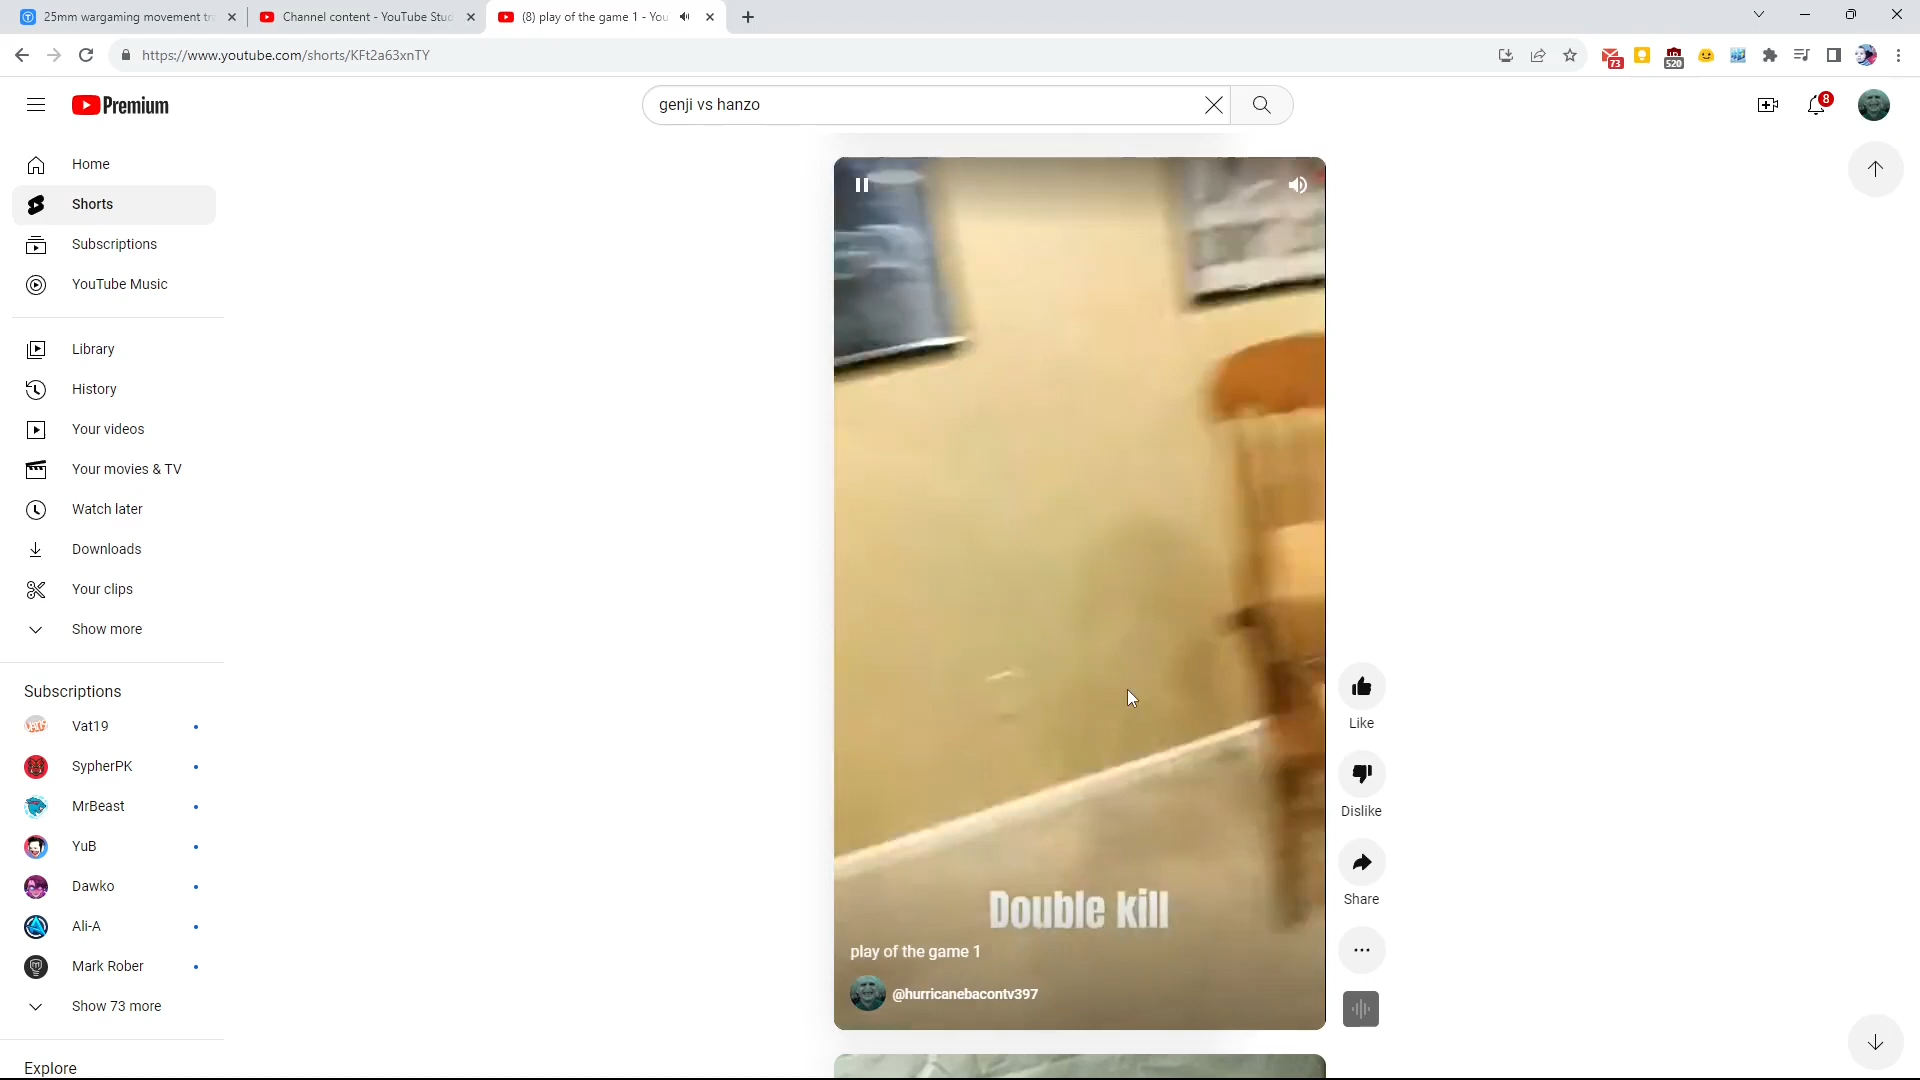 25mm wargaming movement tr
Channel content - YouTube Stud
(8) play of the game 1 - You
https://www.youtube.com/shorts/KFt2a63xnTY
73
520
Premium
genji vs hanzo
8
Home
Shorts
Subscriptions
YouTube Music
Library
History
Your videos
Your movies & TV
Watch later
Downloads
Your clips
Show more
Subscriptions
Vat19
SypherPK
MrBeast
YuB
Dawko
Ali-A
Mark Rober
Show 73 more
Explore
Double kill
play of the game 1
@hurricanebacontv397
Like
Dislike
Share